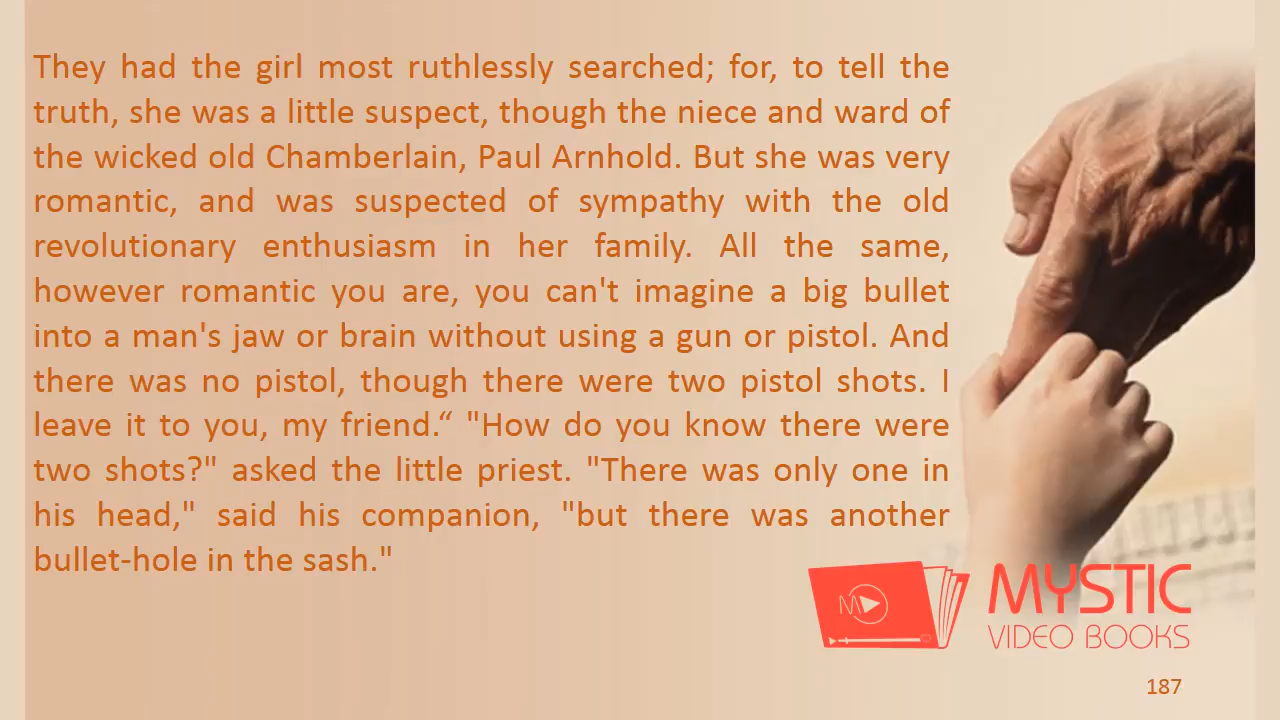 They had the girl most ruthlessly searched; for, to tell the
truth, she was a little suspect, though the niece and ward of
the wicked old Chamberlain, Paul Arnhold. But she was very
romantic, and was suspected of sympathy with the old
revolutionary enthusiasm in her family. All the same,
however romantic you are, you can't imagine a big bullet
into a man's jaw or brain without using a gun or pistol. And
there was no pistol, though there were two pistol shots. I
leave it to you, my friend.“ "How do you know there were
two shots?" asked the little priest. "There was only one in
his head," said his companion, "but there was another
bullet-hole in the sash."
M
MYSTIC
VIDEO BOOKS
187